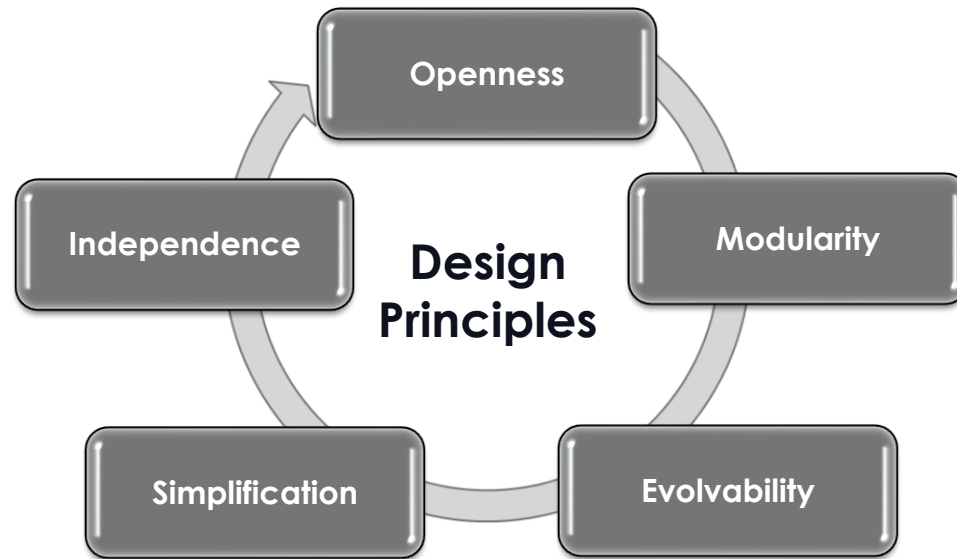 Openness
Modularity
Evolvability
Simplification
Independence
Design
Principles